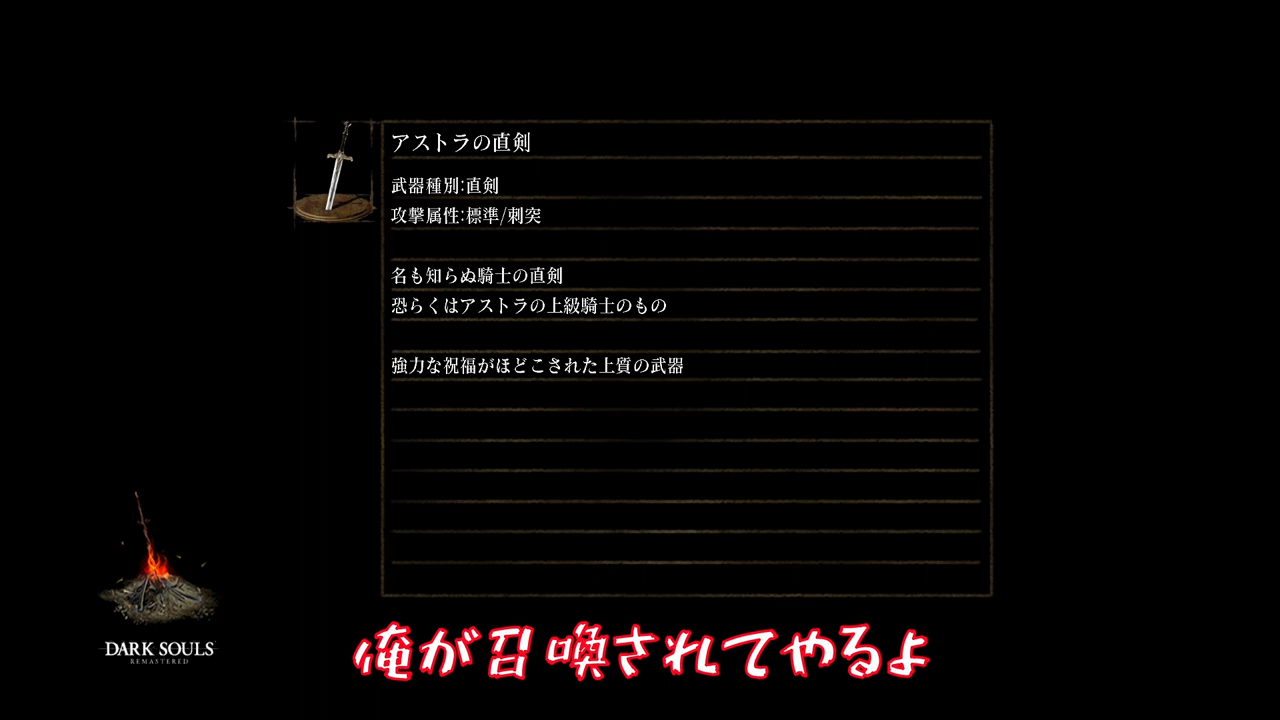 アストラの直剣
武器種別:直剣
攻撃属性:標準/刺突
名も知らぬ騎士の直剣
恐らくはアストラの上級騎士のもの
強力な祝福がほどこされた上質の武器
DARK SOULS
REMASTERED
俺が召喚されてやるよ